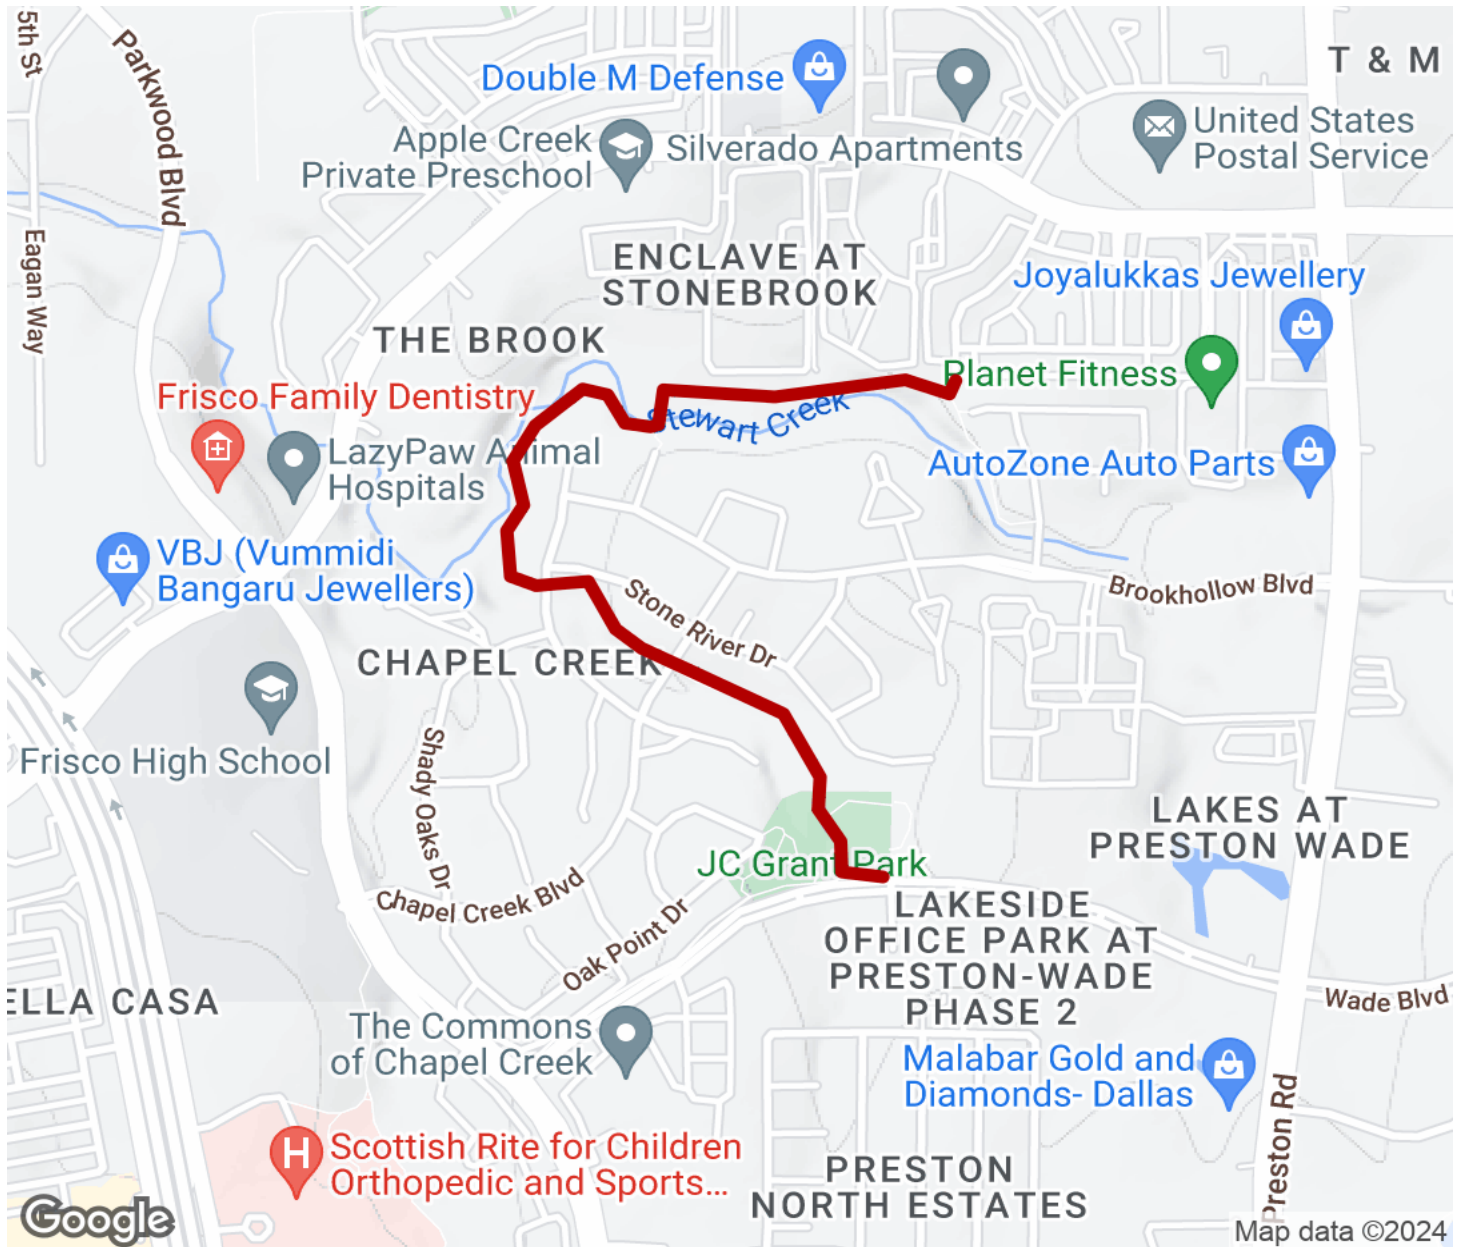 5th St
Parkwood Blvd
T & M
Double M Defense
United States
Postal Service
Apple Creek
Private Preschool
Silverado Apartments
Eagan Way
ENCLAVE AT
STONEBROOK
Joyalukkas Jewellery
THE BROOK
Planet Fitness
Frisco Family Dentistry
Stewart Creek
LazyPaw Animal
Hospitals
AutoZone Auto Parts
VBJ (Vummidi
Bangaru Jewellers)
Brookhollow Blvd
Stone River Dr
CHAPEL CREEK
Frisco High School
Shady Oaks Dr
LAKES AT
PRESTON WADE
JC Grant Park
Chapel Creek Blvd
LAKESIDE
OFFICE PARK AT
PRESTON-WADE
PHASE 2
Oak Point Dr
ELLA CASA
Wade Blvd
The Commons
of Chapel Creek
Malabar Gold and
Diamonds- Dallas
Preston Rd
H
Scottish Rite for Children
Orthopedic and Sports...
PRESTON
NORTH ESTATES
Google
Map data ©2024